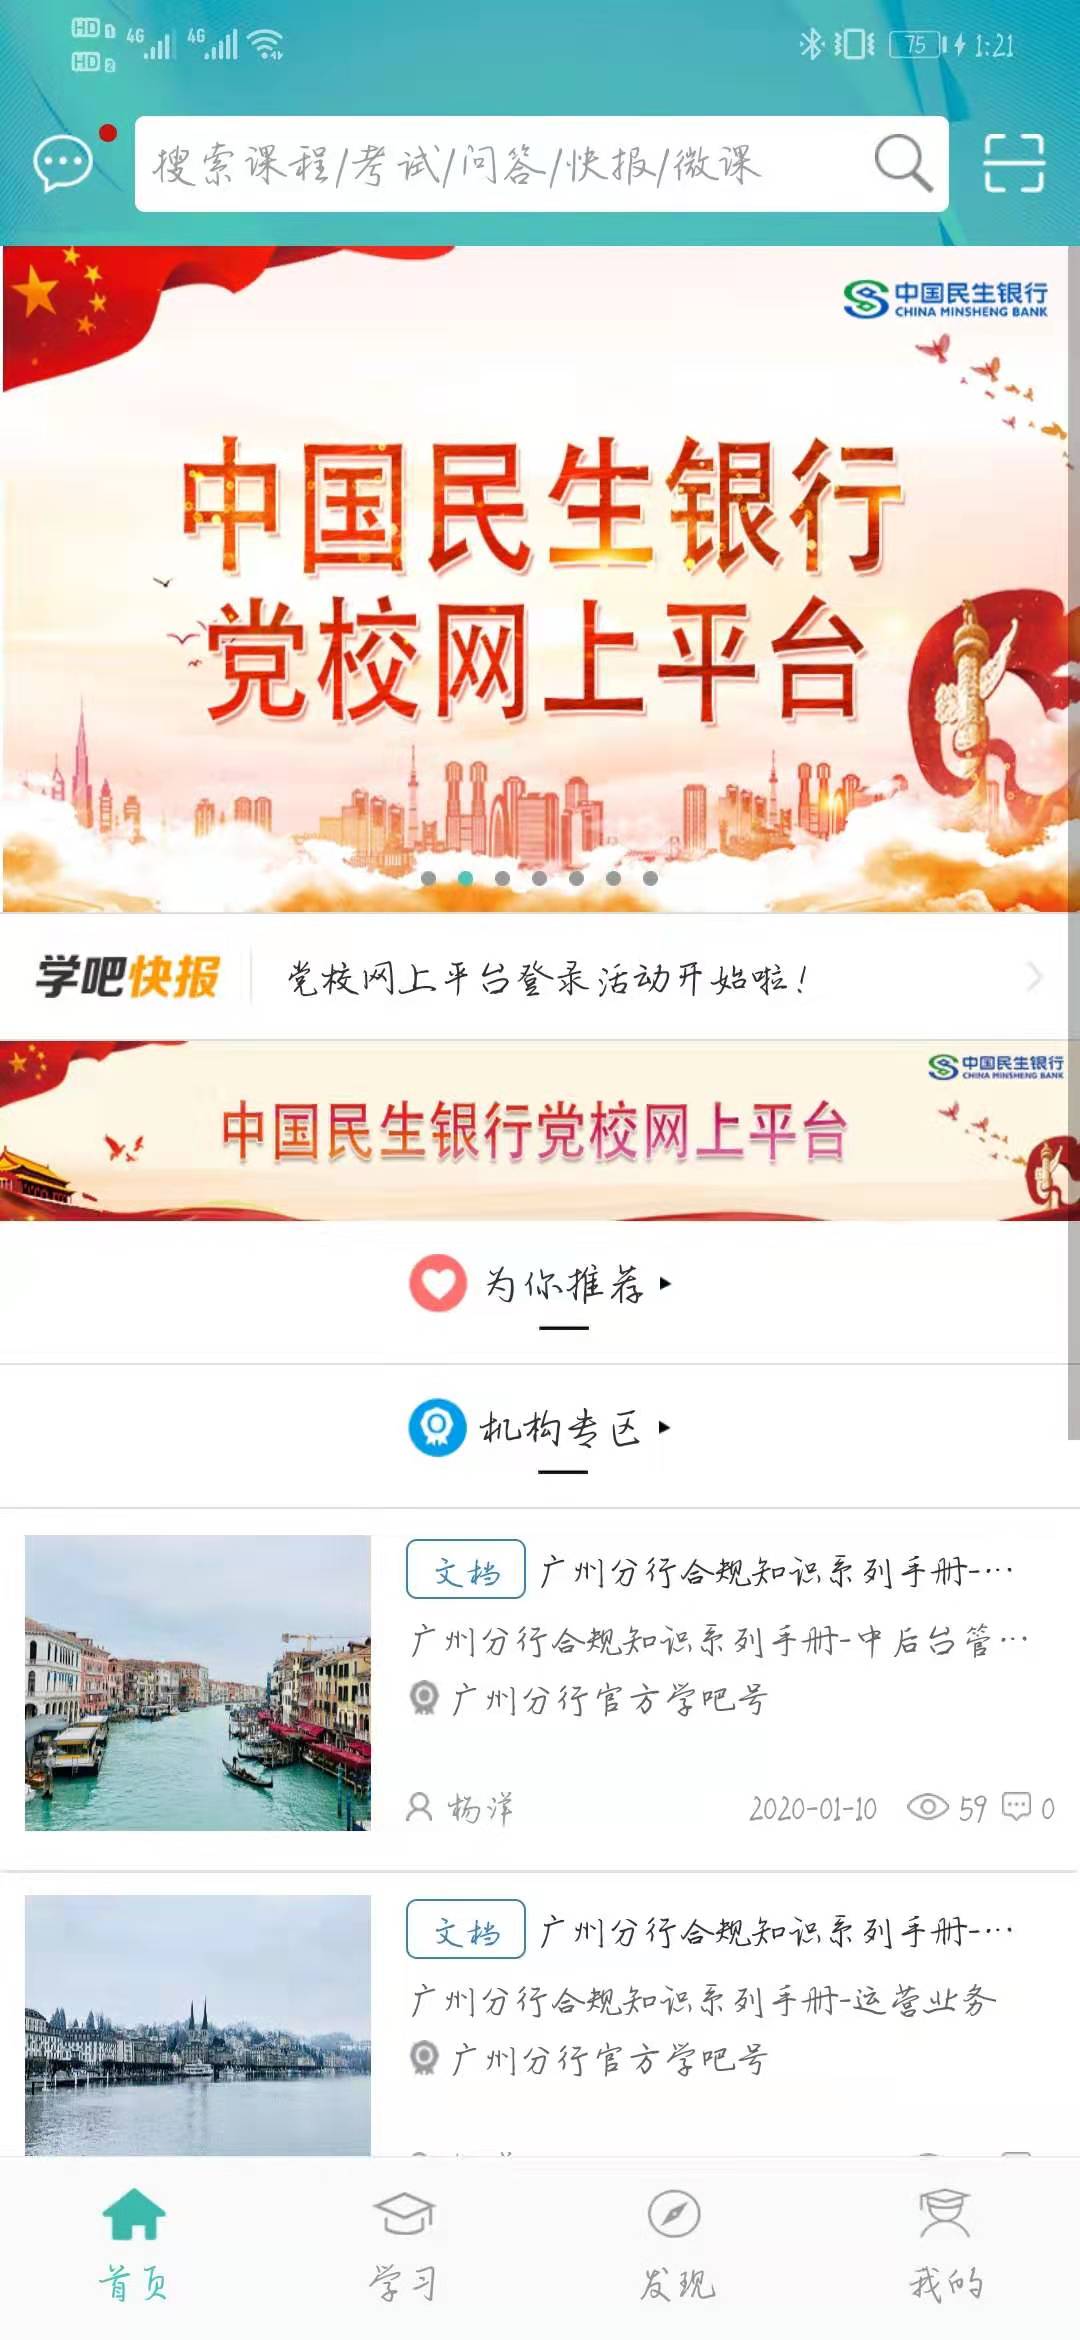 HD 1 4G 4G
HD 2
75 1:21
搜索课程/考试/问答/快报/微课
中国民生银行
CHINA MINSHENG BANK
中国民生银行
党校网上平台
学吧快报 党校网上平台登录活动开始啦！
中国民生银行
CHINA MINSHENG BANK
中国民生银行党校网上平台
为你推荐
机构专区
文档 广州分行合规知识系列手册-…
广州分行合规知识系列手册-中后台管…
广州分行官方学吧号
杨洋 2020-01-10 59 0
文档 广州分行合规知识系列手册-…
广州分行合规知识系列手册-运营业务
广州分行官方学吧号
首页 学习 发现 我的